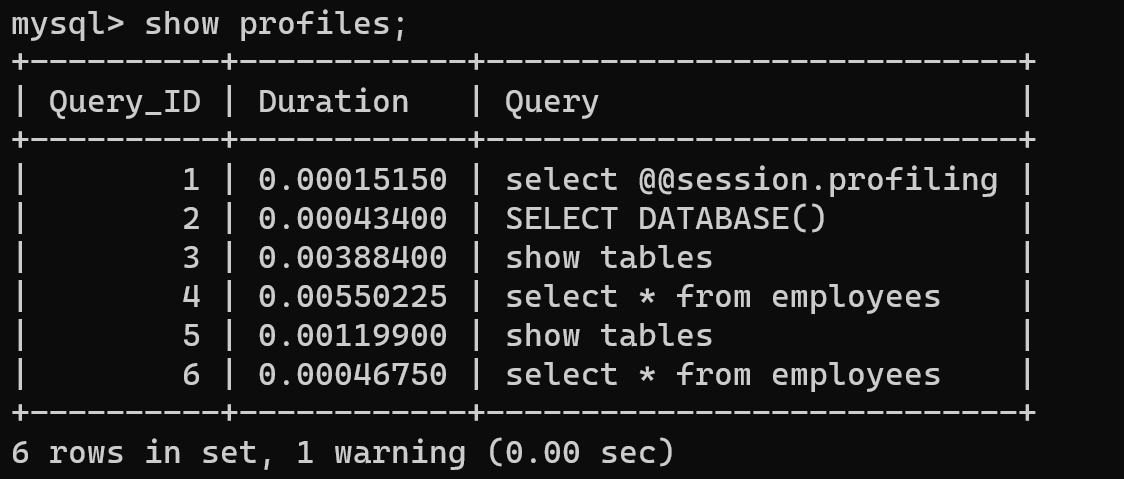 mysql> show profiles;
+----------+------------+----------------------------+
| Query_ID | Duration   | Query                      |
+----------+------------+----------------------------+
|        1 | 0.00015150 | select @@session.profiling |
|        2 | 0.00043400 | SELECT DATABASE()          |
|        3 | 0.00388400 | show tables                |
|        4 | 0.00550225 | select * from employees    |
|        5 | 0.00119900 | show tables                |
|        6 | 0.00046750 | select * from employees    |
+----------+------------+----------------------------+
6 rows in set, 1 warning (0.00 sec)